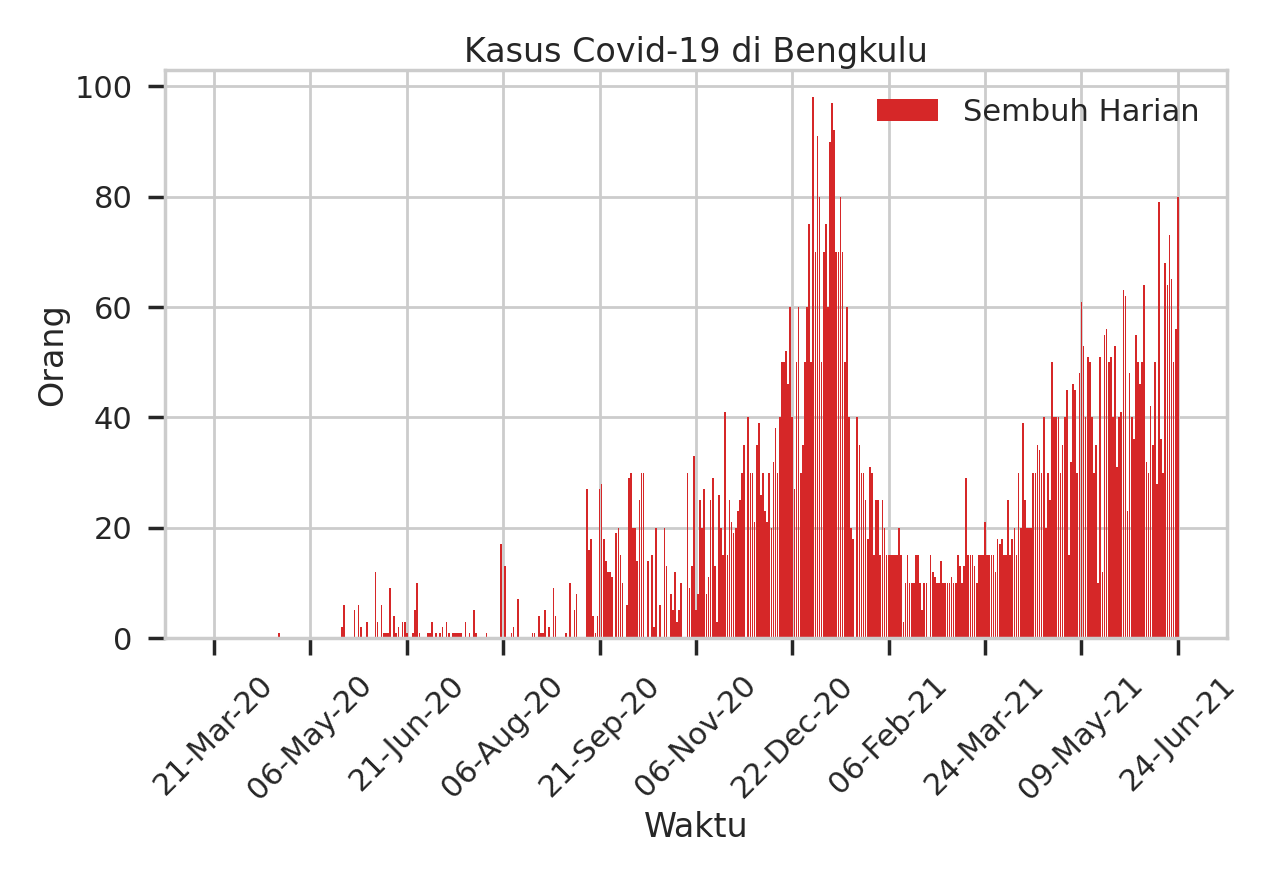 Kasus Covid-19 di Bengkulu
Sembuh Harian
Orang
100
80
60
40
20
0
21-Mar-20
06-May-20
21-Jun-20
06-Aug-20
21-Sep-20
06-Nov-20
22-Dec-20
06-Feb-21
24-Mar-21
09-May-21
24-Jun-21
Waktu